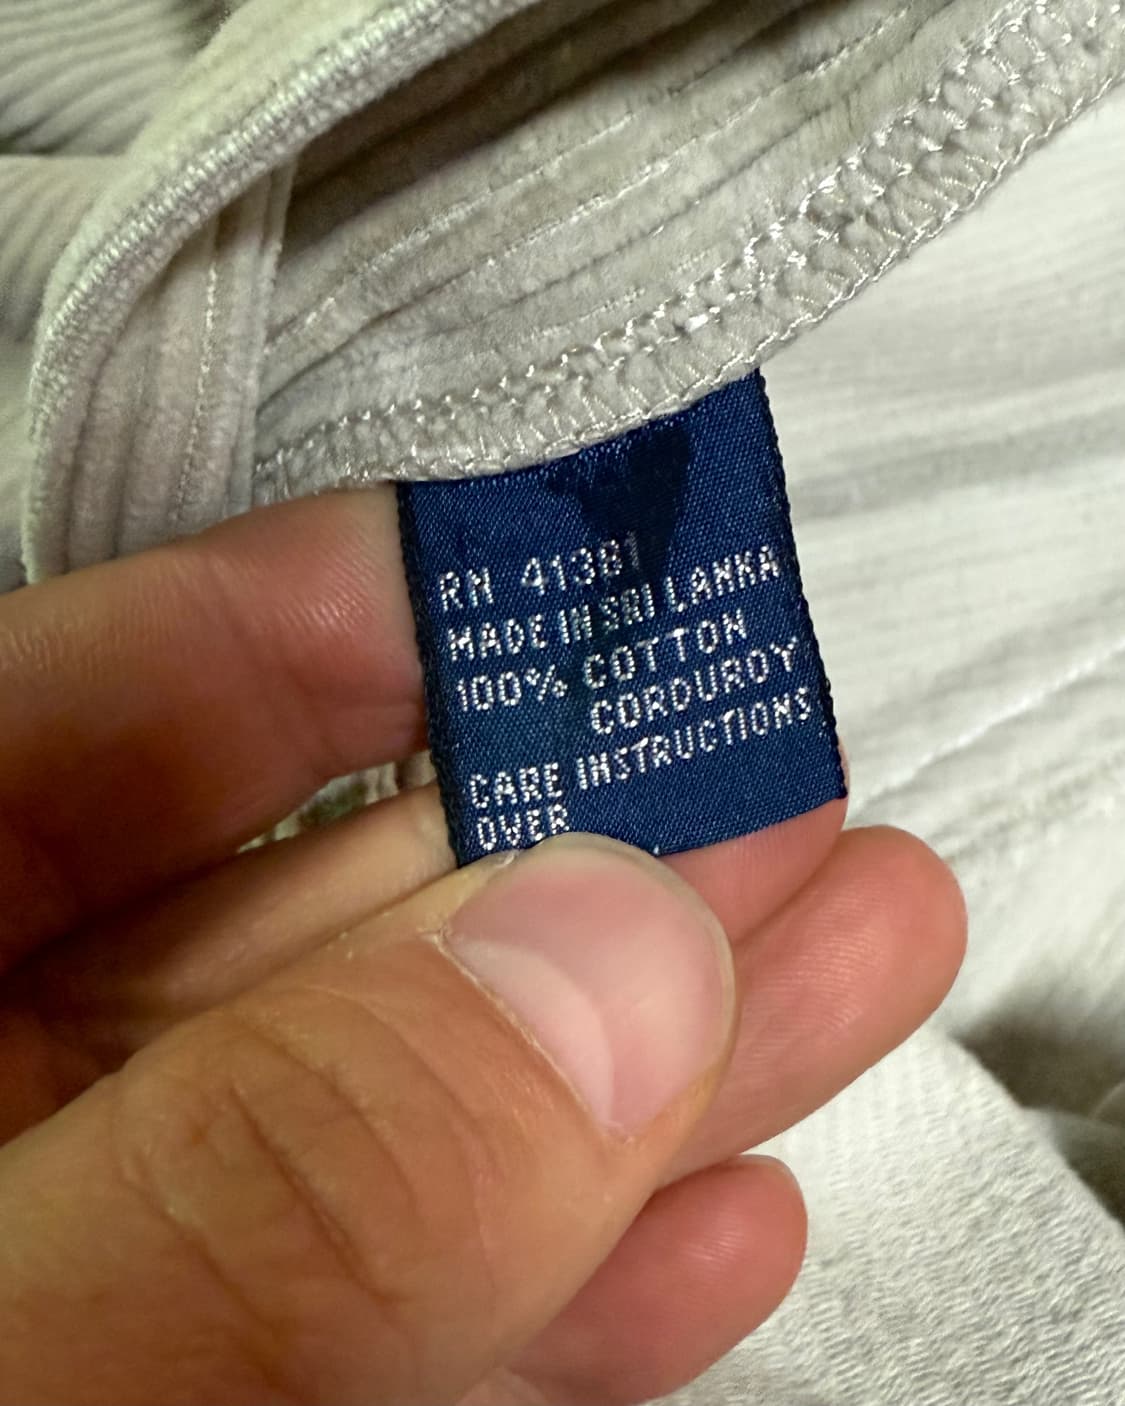 RN 41381
MADE IN SRI LANKA
100% COTTON
CORDUROY
CARE INSTRUCTIONS
OVER